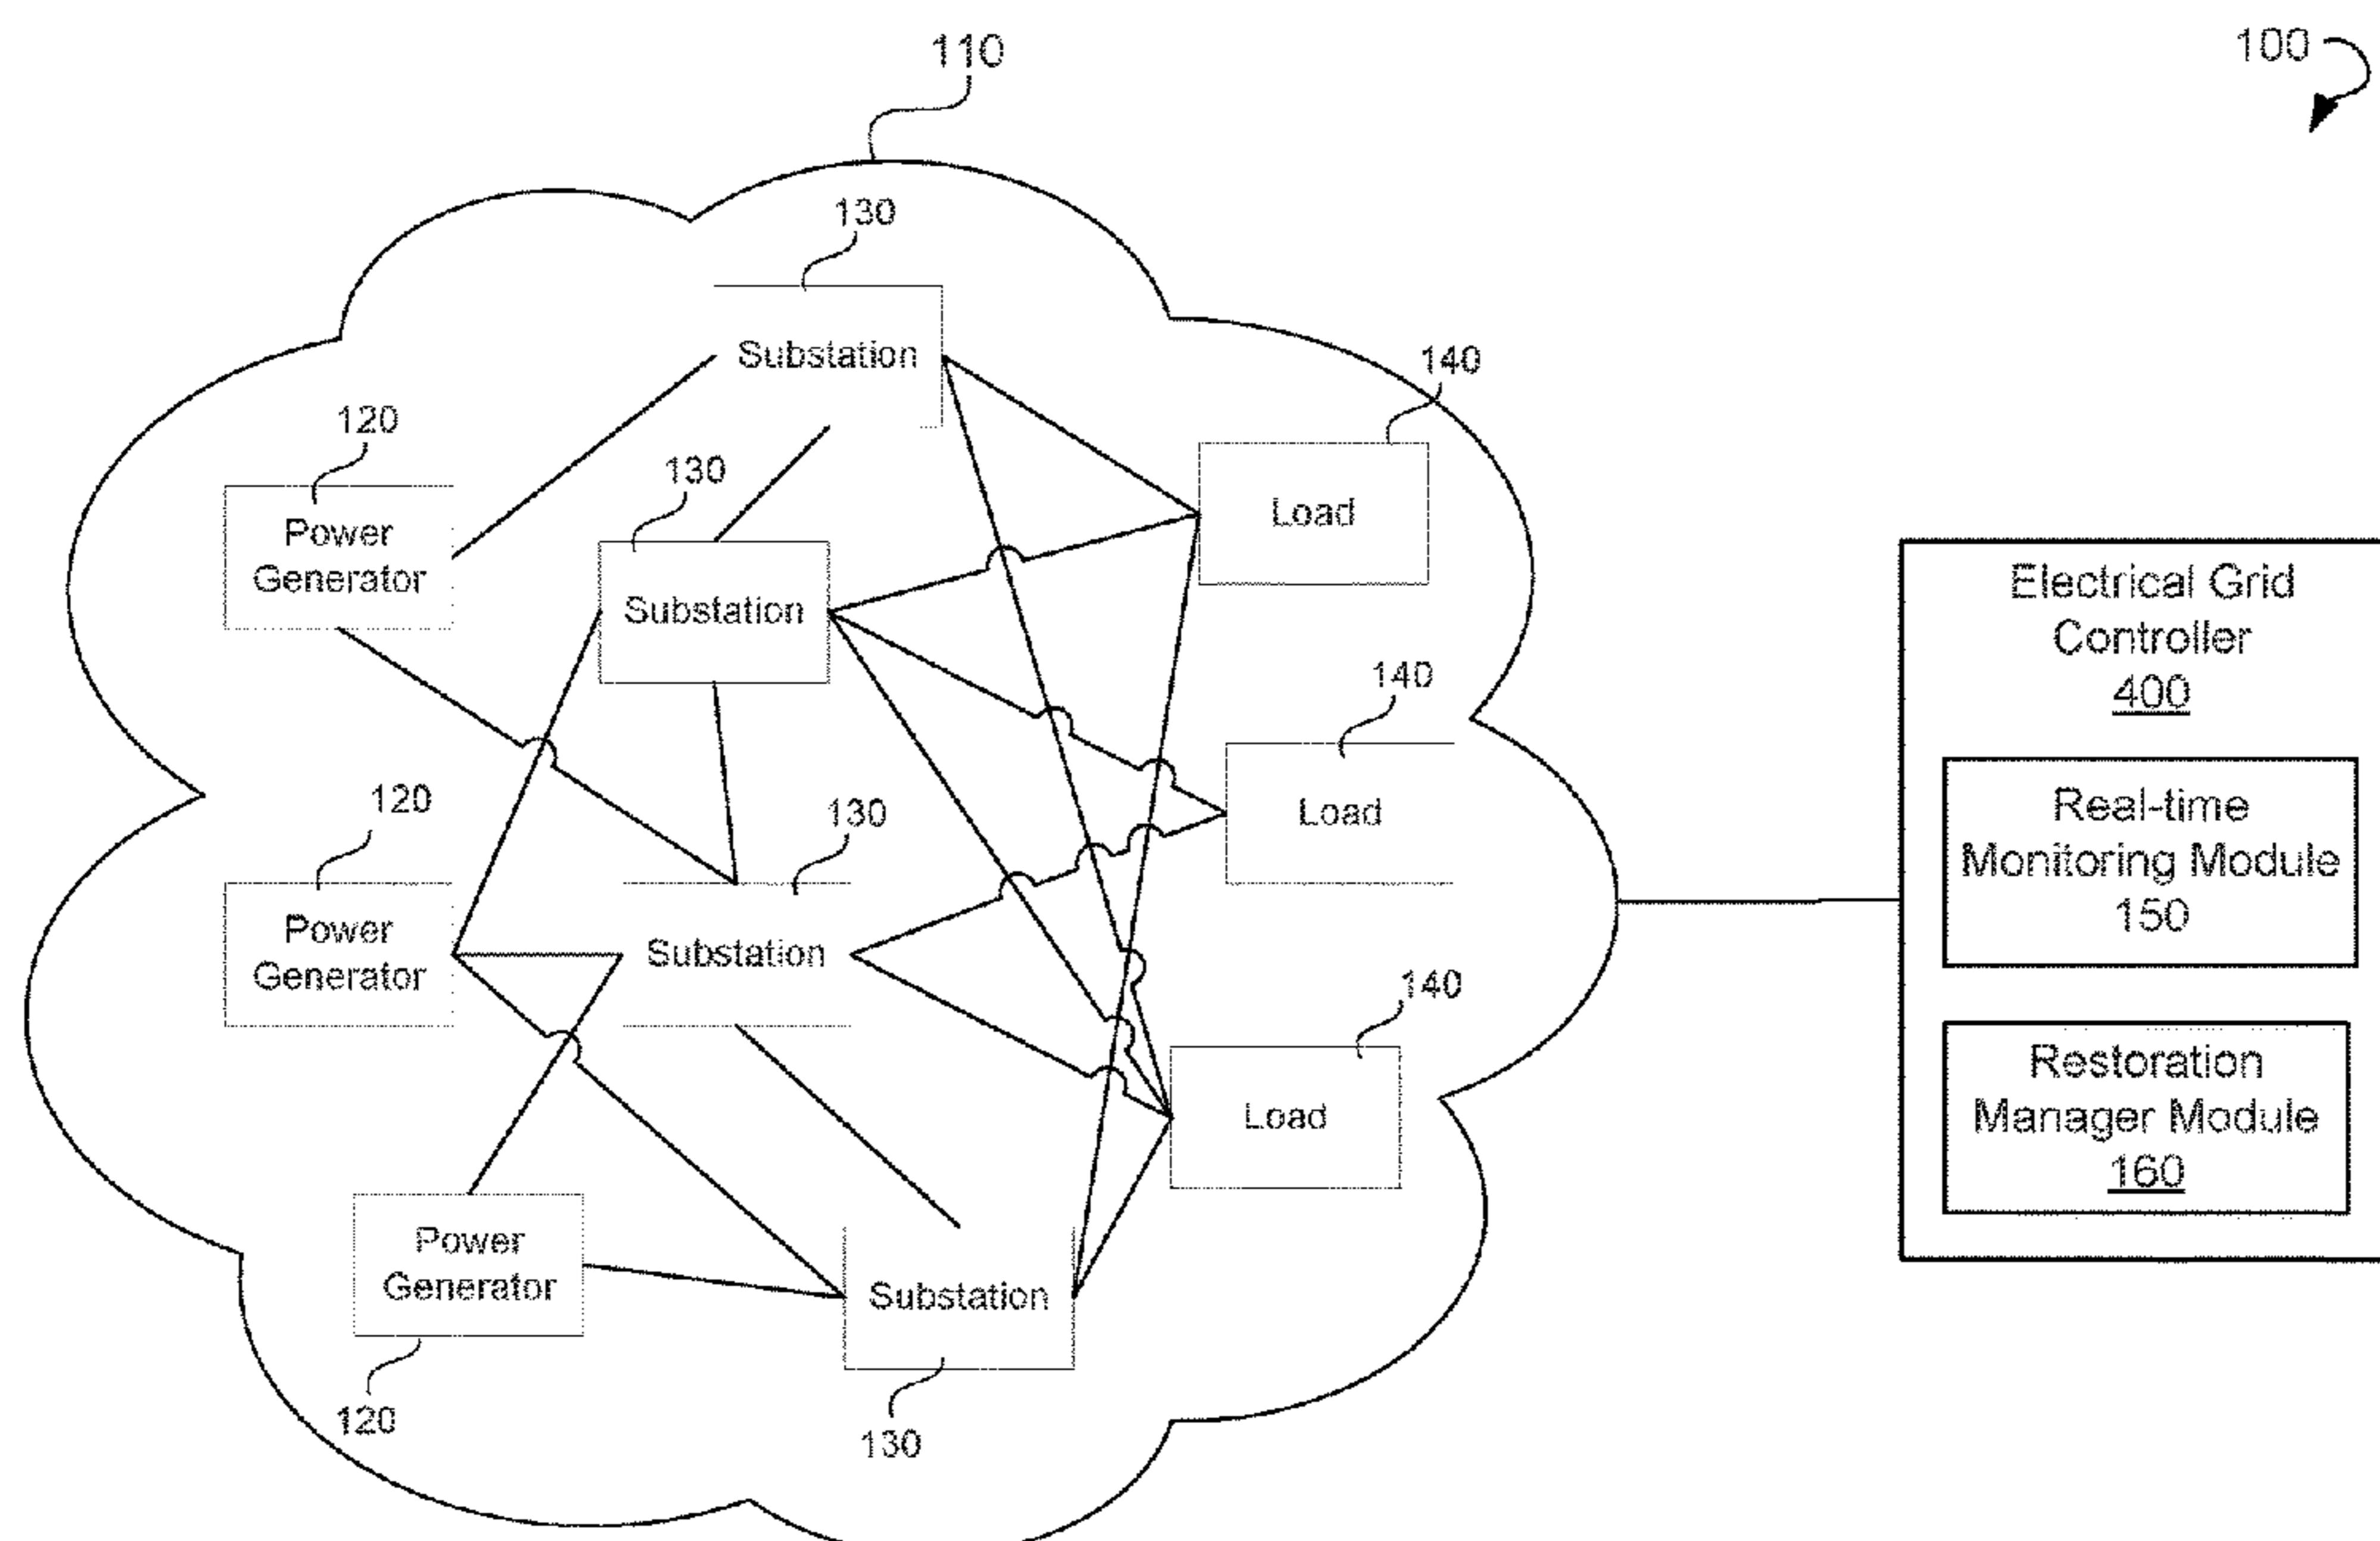 100
110
130
Substation
140
120
130
Load
Power
Generator
Substation
140
120
130
Load
Power
Generator
Substation
140
Load
Power
Generator
Substation
120
130
Electrical Grid
Controller
400
Real-time
Monitoring Module
150
Restoration
Manager Module
160